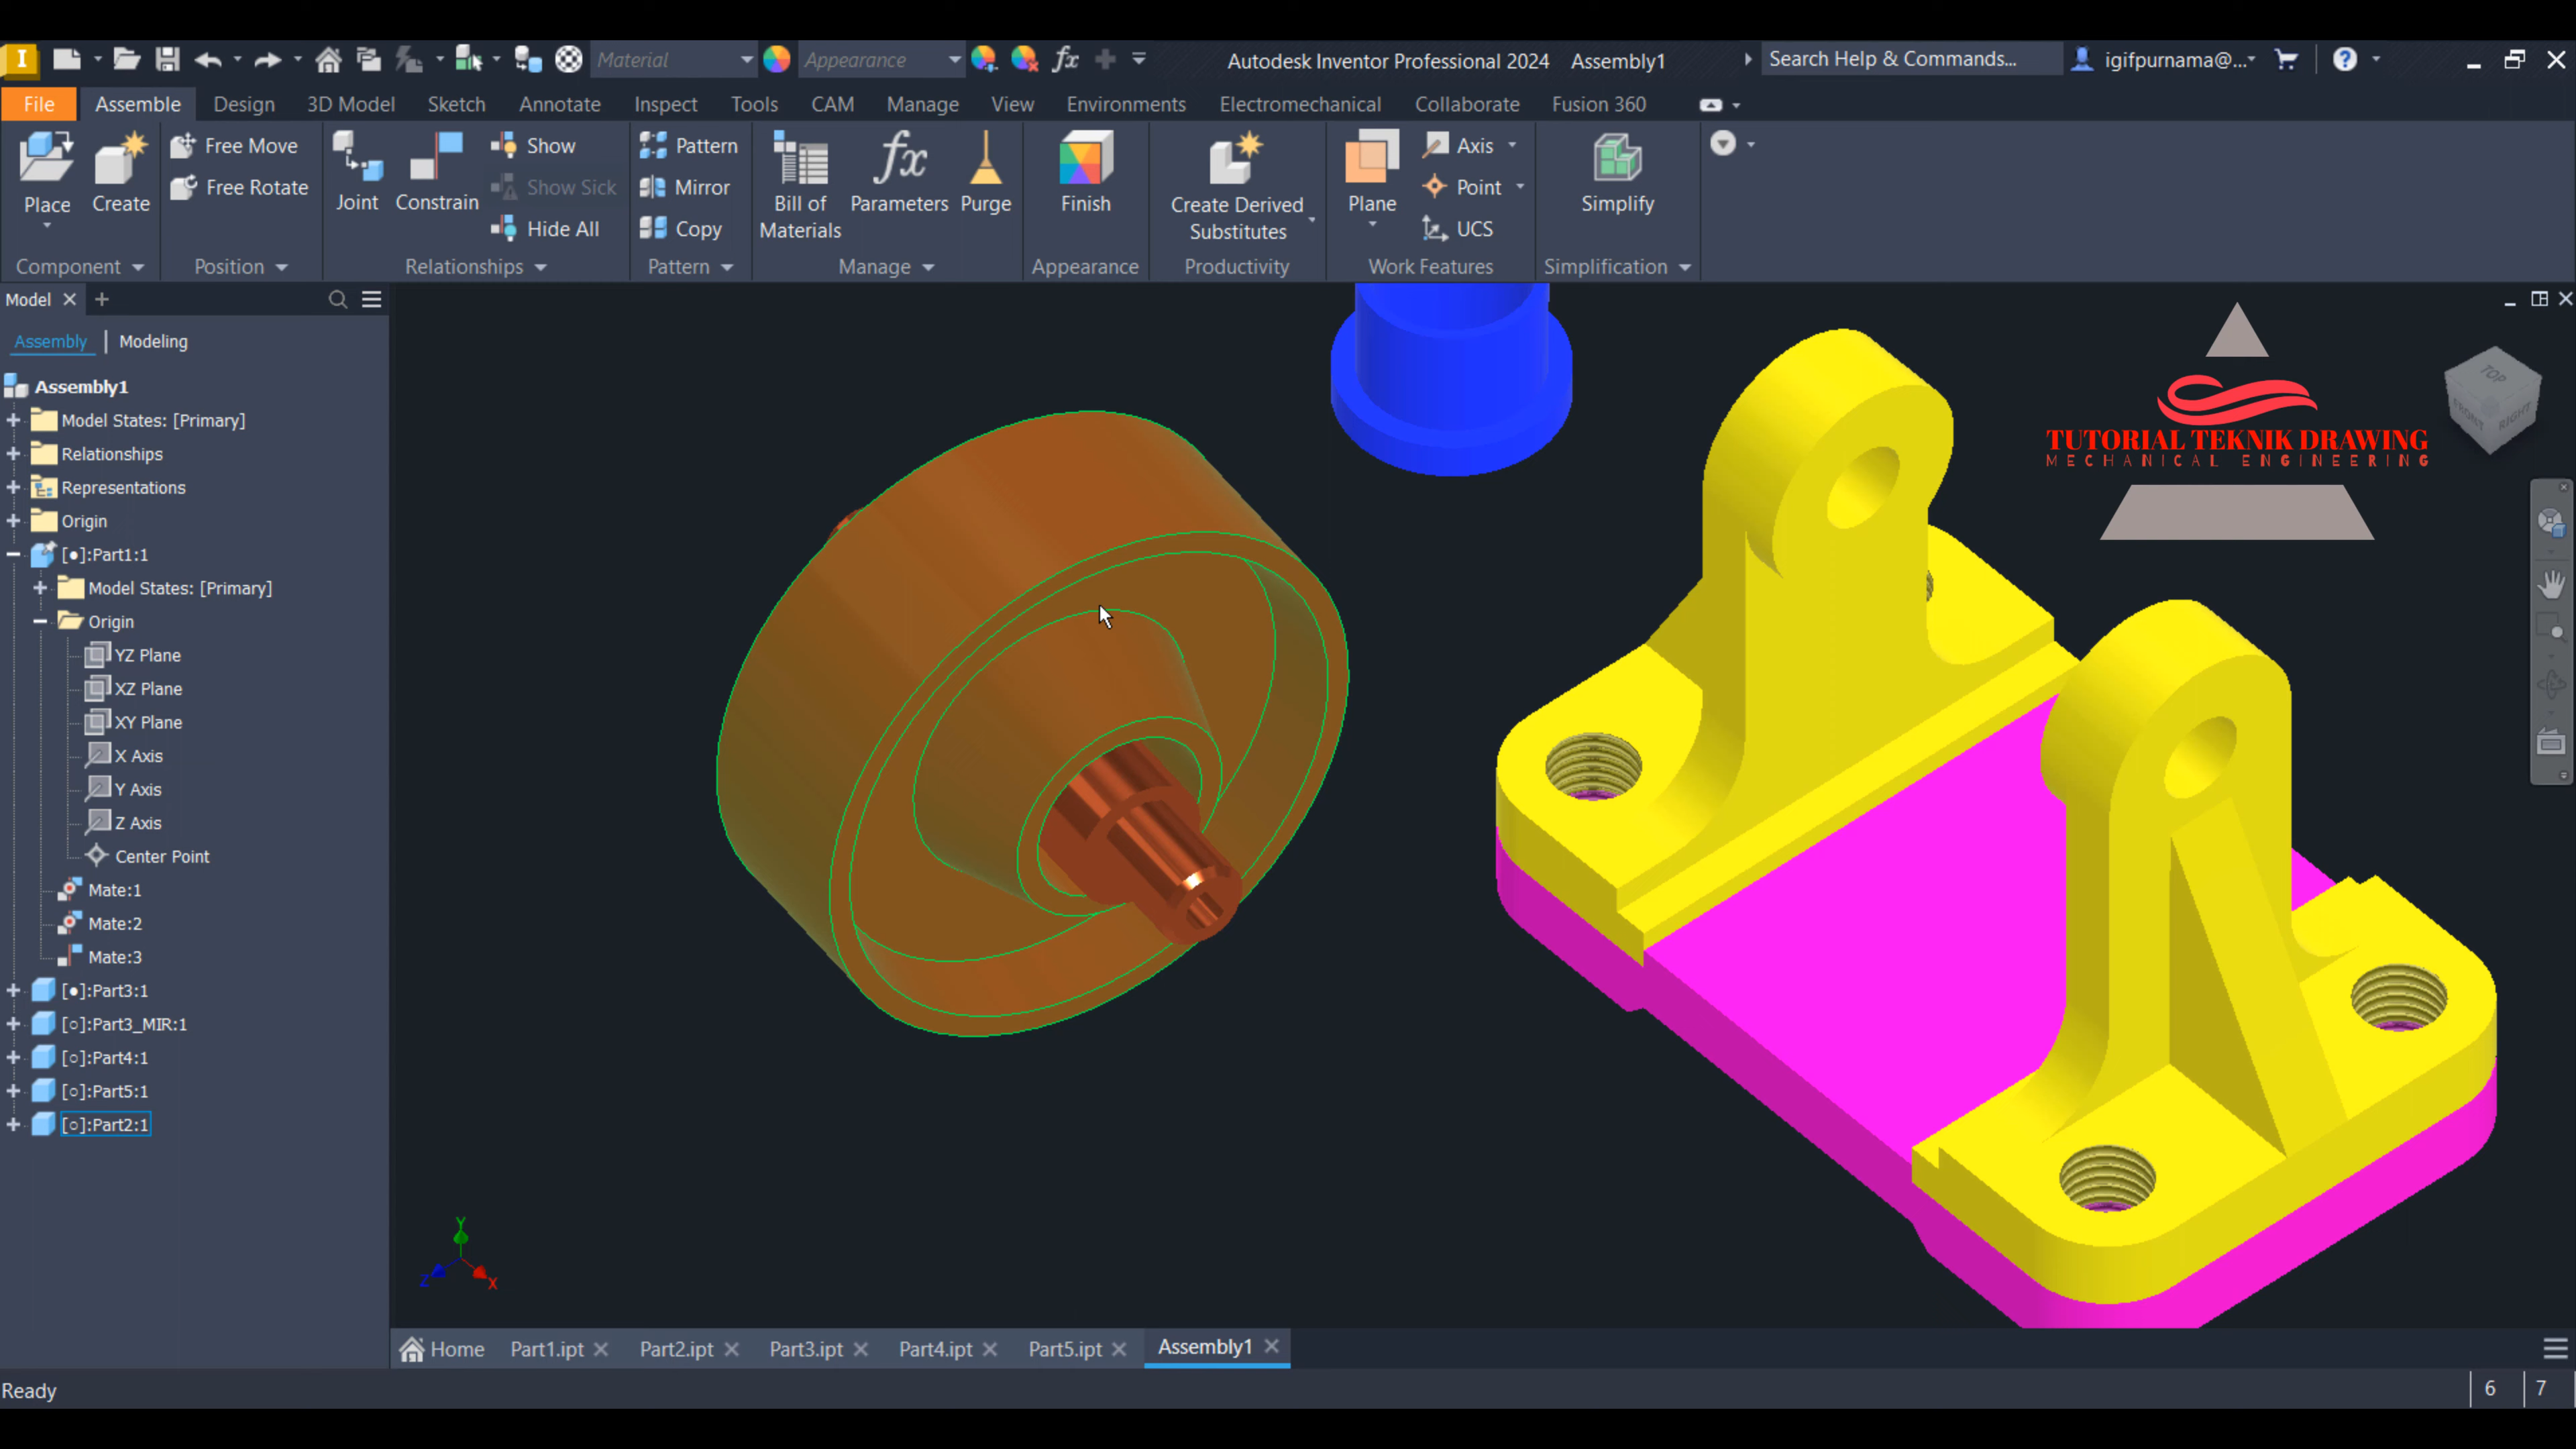 I Material Appearance fx Autodesk Inventor Professional 2024 Assembly1 Search Help & Commands... igifpurnama@... ?
File Assemble Design 3D Model Sketch Annotate Inspect Tools CAM Manage View Environments Electromechanical Collaborate Fusion 360
Place
Create
Free Move
Free Rotate
Joint
Constrain
Show
Show Sick
Hide All
Pattern
Mirror
Copy
Bill of
Materials
fx
Parameters
Purge
Finish
Create Derived
Substitutes
Plane
Axis
Point
UCS
Simplify
Component Position Relationships Pattern Manage Appearance Productivity Work Features Simplification
Model
Assembly | Modeling
Assembly1
Model States: [Primary]
Relationships
Representations
Origin
[●]:Part1:1
Model States: [Primary]
Origin
YZ Plane
XZ Plane
XY Plane
X Axis
Y Axis
Z Axis
Center Point
Mate:1
Mate:2
Mate:3
[●]:Part3:1
[○]:Part3_MIR:1
[○]:Part4:1
[○]:Part5:1
[○]:Part2:1
TUTORIAL TEKNIK DRAWING
MECHANICAL ENGINEERING
TOP
FRONT
RIGHT
Y
Z
X
Home Part1.ipt Part2.ipt Part3.ipt Part4.ipt Part5.ipt Assembly1
Ready 6 7